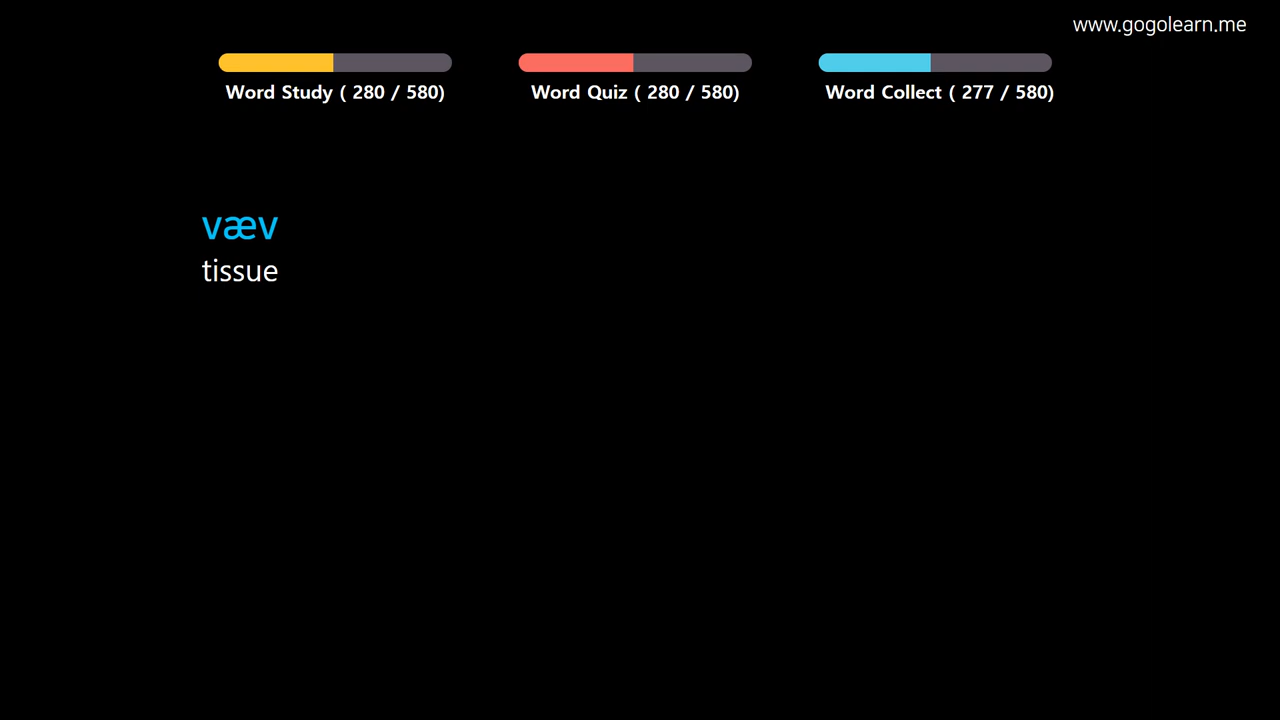 www.gogolearn.me
Word Study ( 280 / 580)
Word Quiz ( 280 / 580)
Word Collect ( 277 / 580)
væv
tissue